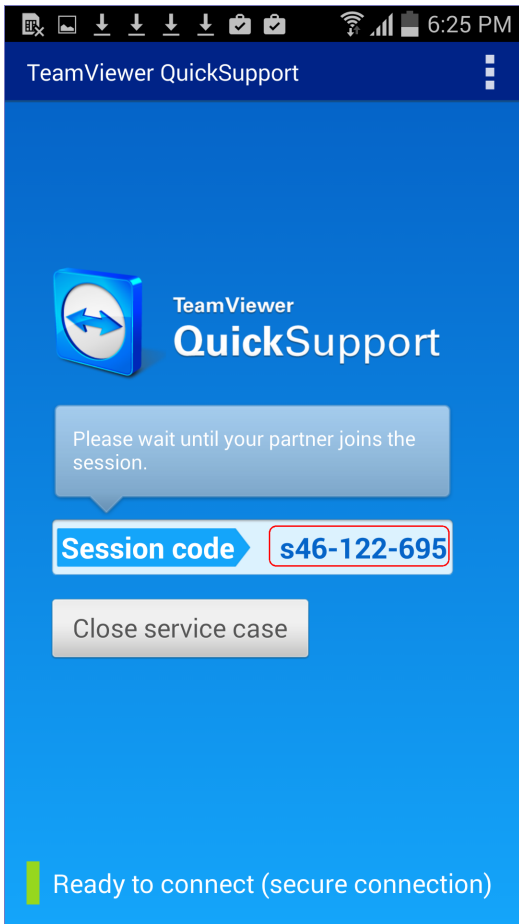 6:25 PM
TeamViewer QuickSupport
TeamViewer
QuickSupport
Please wait until your partner joins the
session.
Session code s46-122-695
Close service case
Ready to connect (secure connection)